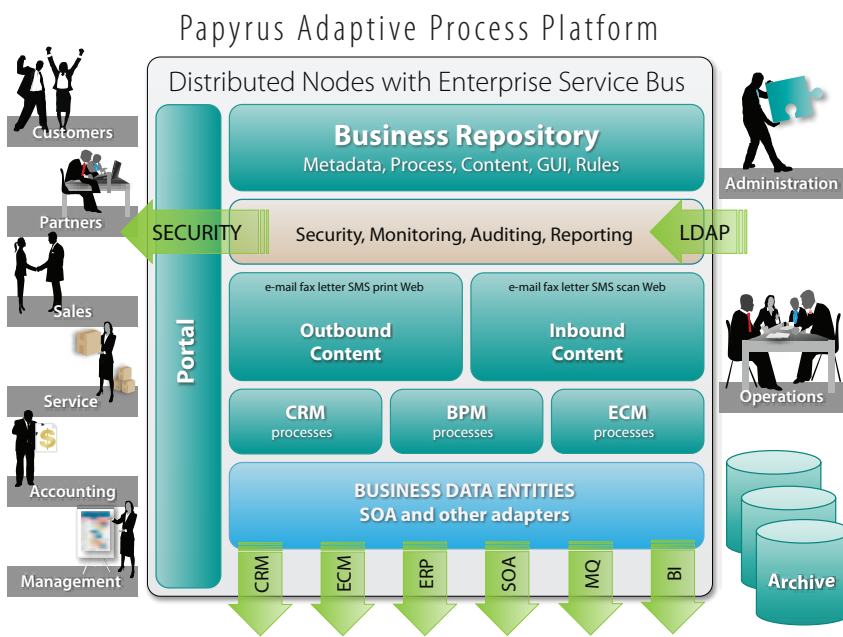 Papyrus Adaptive Process Platform
Distributed Nodes with Enterprise Service Bus
Customers
Partners
Sales
Service
Accounting
Management
Portal
Business Repository
Metadata, Process, Content, GUI, Rules
SECURITY
Security, Monitoring, Auditing, Reporting
LDAP
e-mail fax letter SMS print Web
Outbound
Content
e-mail fax letter SMS scan Web
Inbound
Content
CRM
processes
BPM
processes
ECM
processes
BUSINESS DATA ENTITIES
SOA and other adapters
CRM
ECM
ERP
SOA
MQ
BI
Administration
Operations
Archive
$